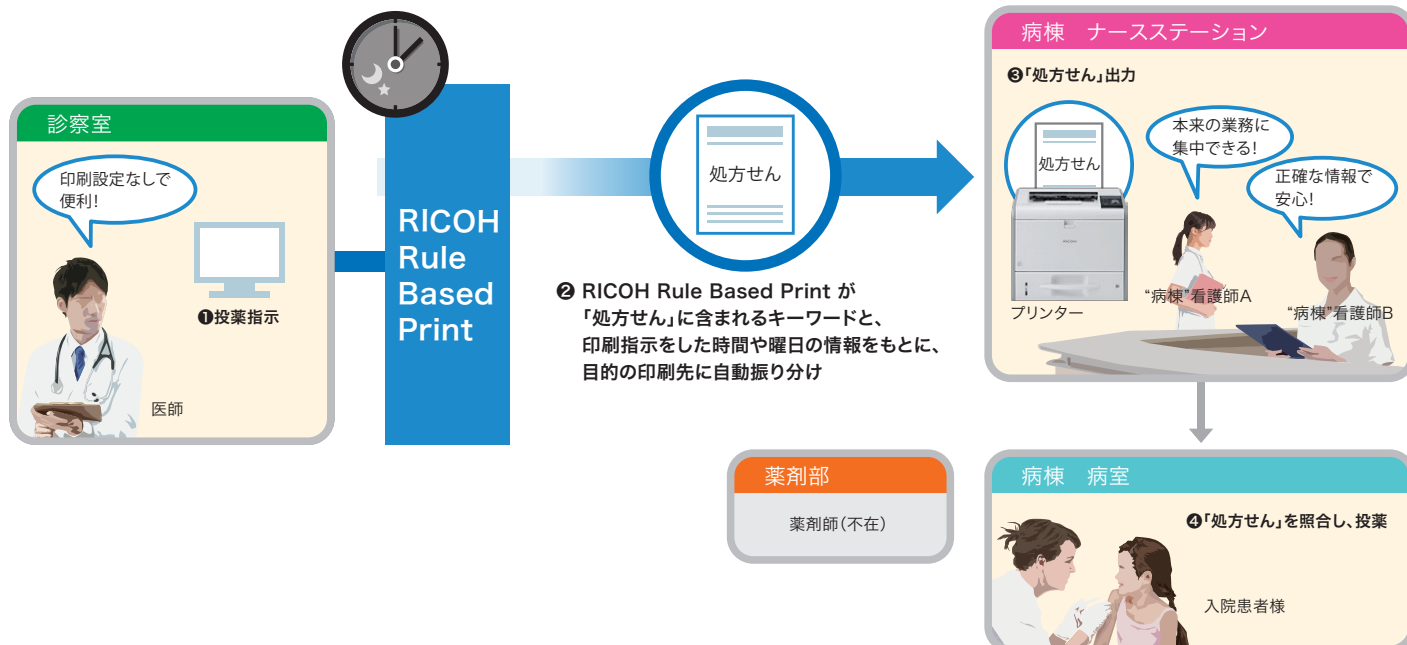 診察室
印刷設定なしで
便利！
❶投薬指示
医師
RICOH
Rule
Based
Print
処方せん
❷ RICOH Rule Based Print が
「処方せん」に含まれるキーワードと、
印刷指示をした時間や曜日の情報をもとに、
目的の印刷先に自動振り分け
病棟　ナースステーション
❸「処方せん」出力
処方せん
本来の業務に
集中できる！
正確な情報で
安心！
プリンター
“病棟”看護師A
“病棟”看護師B
薬剤部
薬剤師（不在）
病棟　病室
❹「処方せん」を照合し、投薬
入院患者様